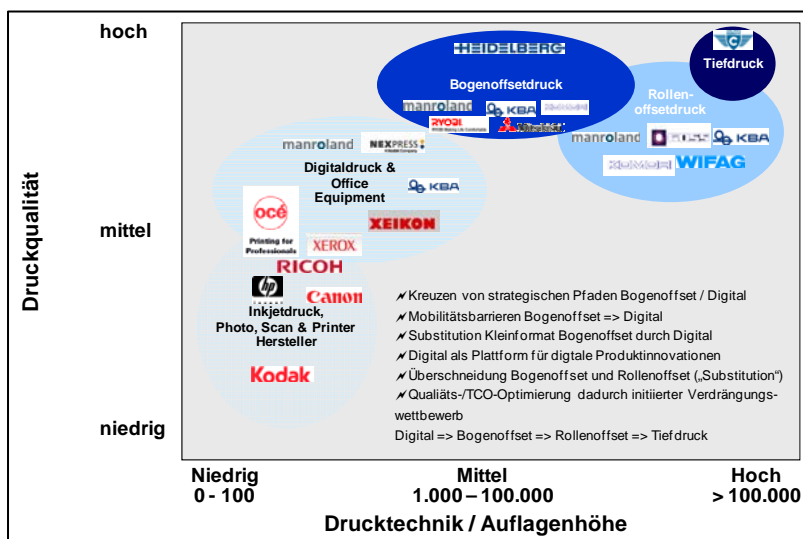 hoch
HEIDELBERG
Tiefdruck
Bogenoffsetdruck
Rollen-
offsetdruck
manroland
KBA
RYOBI
manroland
KBA
manroland
NEXPRESS
KOMORI
WIFAG
Digitaldruck &
Office
Equipment
KBA
océ
Printing for
Professionals
XEIKON
XEROX
RICOH
hp
Canon
Inkjetdruck,
Photo, Scan & Printer
Hersteller
Kodak
Druckqualität
mittel
niedrig
Kreuzen von strategischen Pfaden Bogenoffset / Digital
Mobilitätsbarrieren Bogenoffset => Digital
Substitution Kleinformat Bogenoffset durch Digital
Digital als Plattform für digtale Produktinnovationen
Überschneidung Bogenoffset und Rollenoffset („Substitution“)
Qualiäts-/TCO-Optimierung dadurch initiierter Verdrängungs-
wettbewerb
Digital => Bogenoffset => Rollenoffset => Tiefdruck
Niedrig
0 - 100
Mittel
1.000 – 100.000
Hoch
> 100.000
Drucktechnik / Auflagenhöhe